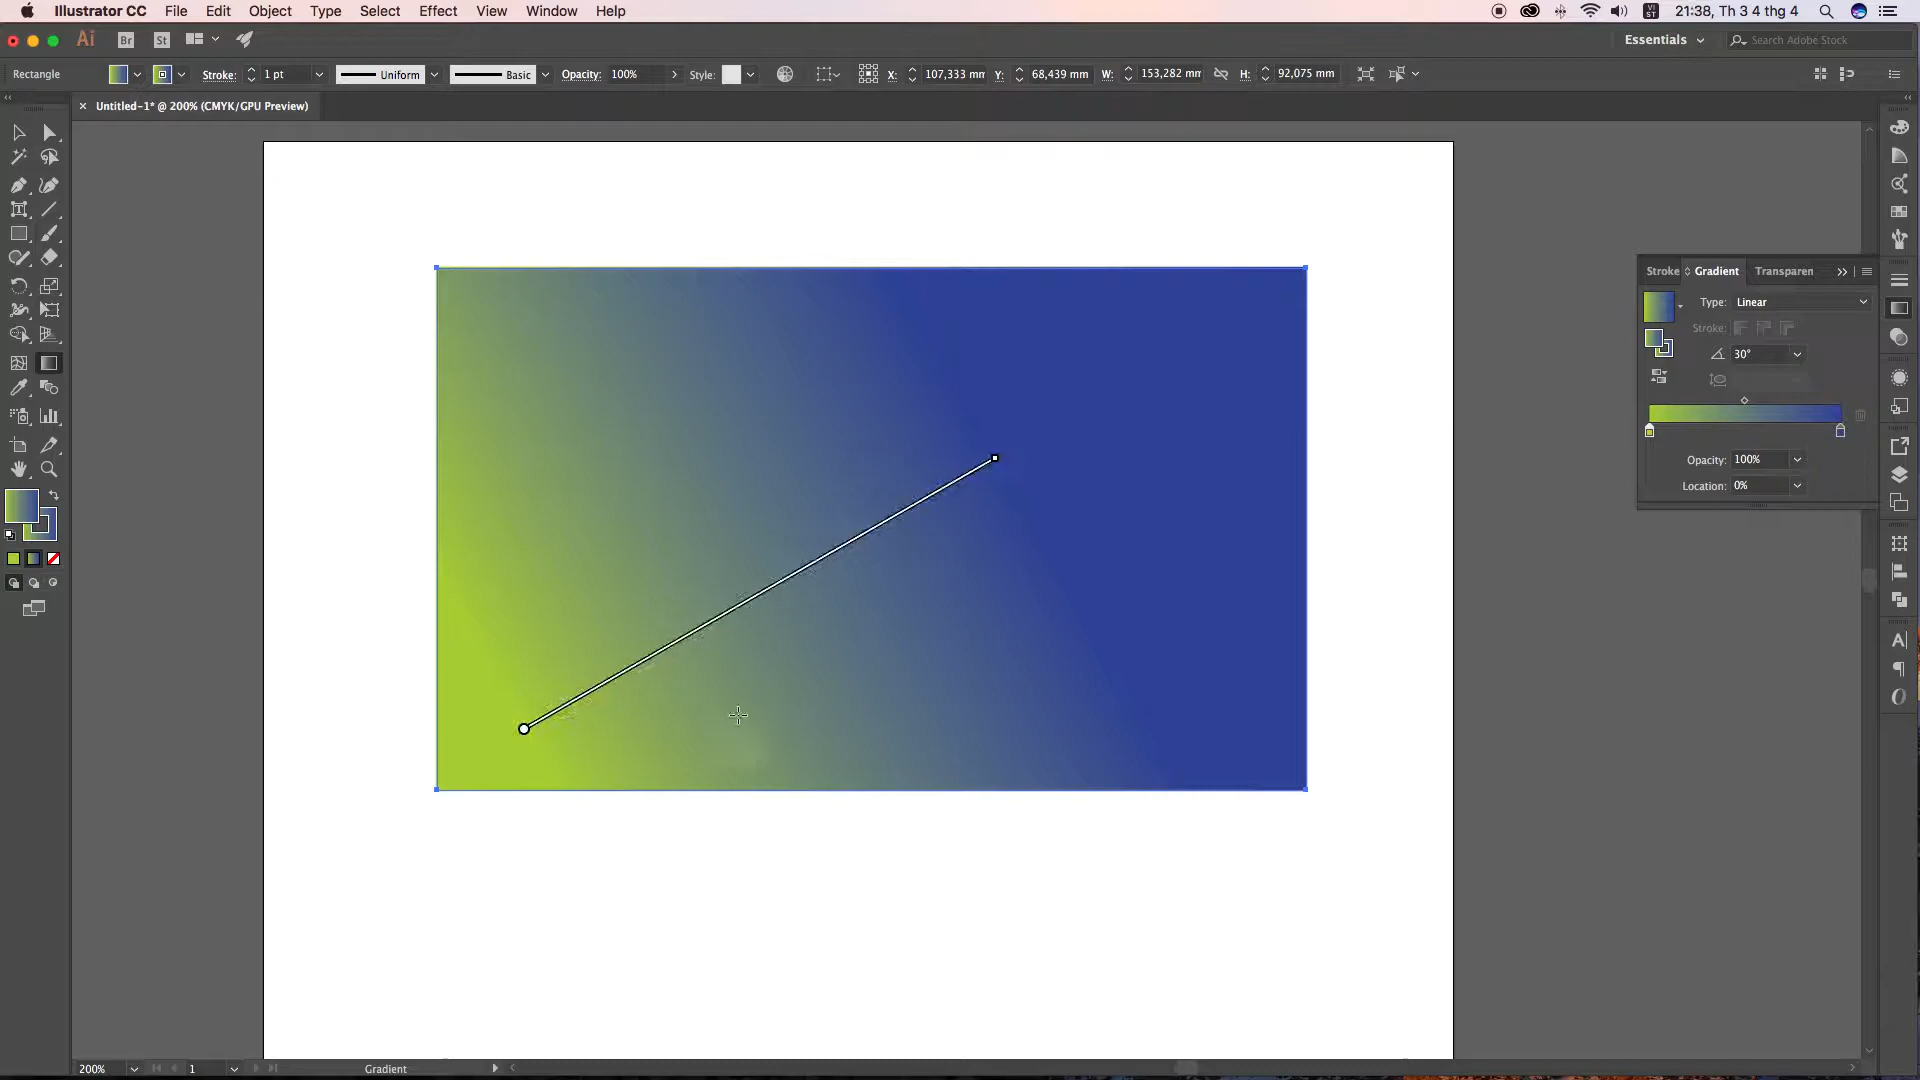 Illustrator CC File Edit Object Type Select Effect View Window Help
VI ST 21:38, Th 3 4 thg 4
Ai Br St Essentials Search Adobe Stock
Rectangle Stroke: 1 pt Uniform Basic Opacity: 100% Style: X: 107,333 mm Y: 68,439 mm W: 153,282 mm H: 92,075 mm
× Untitled-1* @ 200% (CMYK/GPU Preview)
Stroke Gradient Transparen
Type: Linear
Stroke:
30°
Opacity: 100%
Location: 0%
200% 1 Gradient